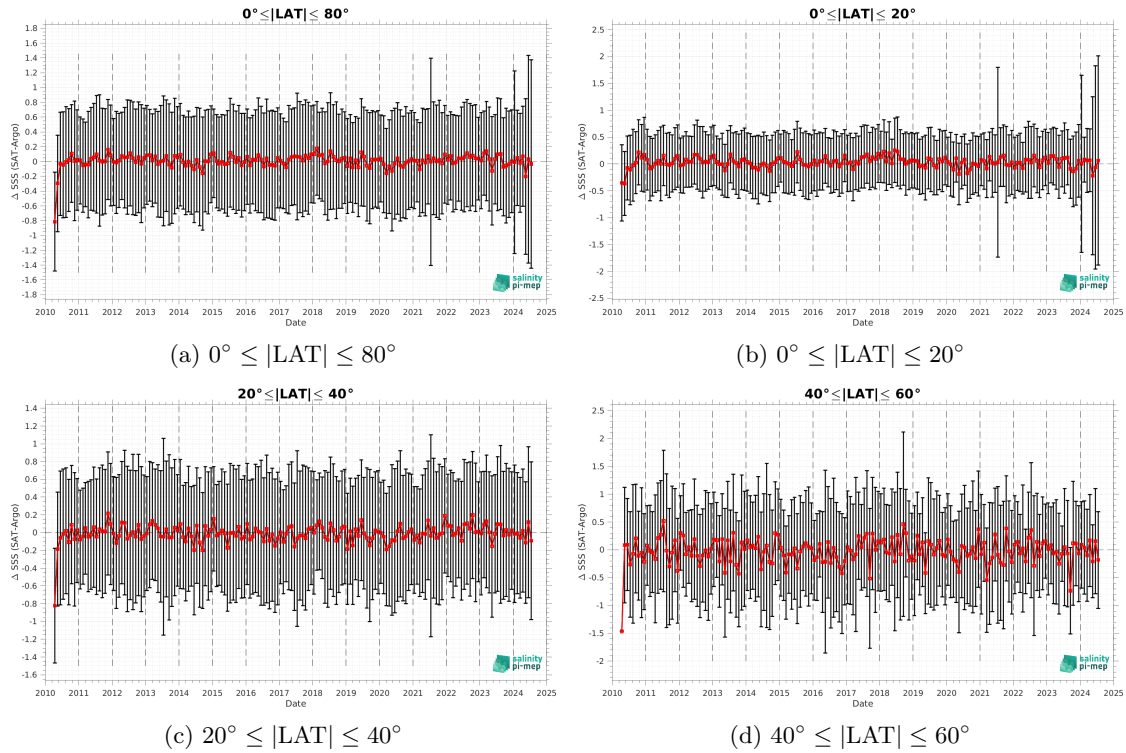 0°≤|LAT|≤ 80°
1.8
1.6
1.4
1.2
1
0.8
0.6
0.4
0.2
0
-0.2
-0.4
-0.6
-0.8
-1
-1.2
-1.4
-1.6
-1.8
Δ SSS (SAT-Argo)
salinity
pi-mep
2010 2011 2012 2013 2014 2015 2016 2017 2018 2019 2020 2021 2022 2023 2024 2025
Date
(a) 0° ≤ |LAT| ≤ 80°
0°≤|LAT|≤ 20°
2.5
2
1.5
1
0.5
0
-0.5
-1
-1.5
-2
-2.5
Δ SSS (SAT-Argo)
salinity
pi-mep
2010 2011 2012 2013 2014 2015 2016 2017 2018 2019 2020 2021 2022 2023 2024 2025
Date
(b) 0° ≤ |LAT| ≤ 20°
20°≤|LAT|≤ 40°
1.4
1.2
1
0.8
0.6
0.4
0.2
0
-0.2
-0.4
-0.6
-0.8
-1
-1.2
-1.4
-1.6
Δ SSS (SAT-Argo)
salinity
pi-mep
2010 2011 2012 2013 2014 2015 2016 2017 2018 2019 2020 2021 2022 2023 2024 2025
Date
(c) 20° ≤ |LAT| ≤ 40°
40°≤|LAT|≤ 60°
2.5
2
1.5
1
0.5
0
-0.5
-1
-1.5
-2
Δ SSS (SAT-Argo)
salinity
pi-mep
2010 2011 2012 2013 2014 2015 2016 2017 2018 2019 2020 2021 2022 2023 2024 2025
Date
(d) 40° ≤ |LAT| ≤ 60°